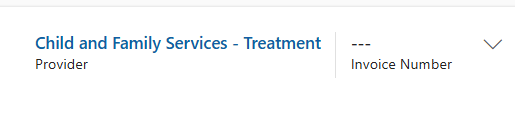 Child and Family Services - Treatment
Provider
---
Invoice Number